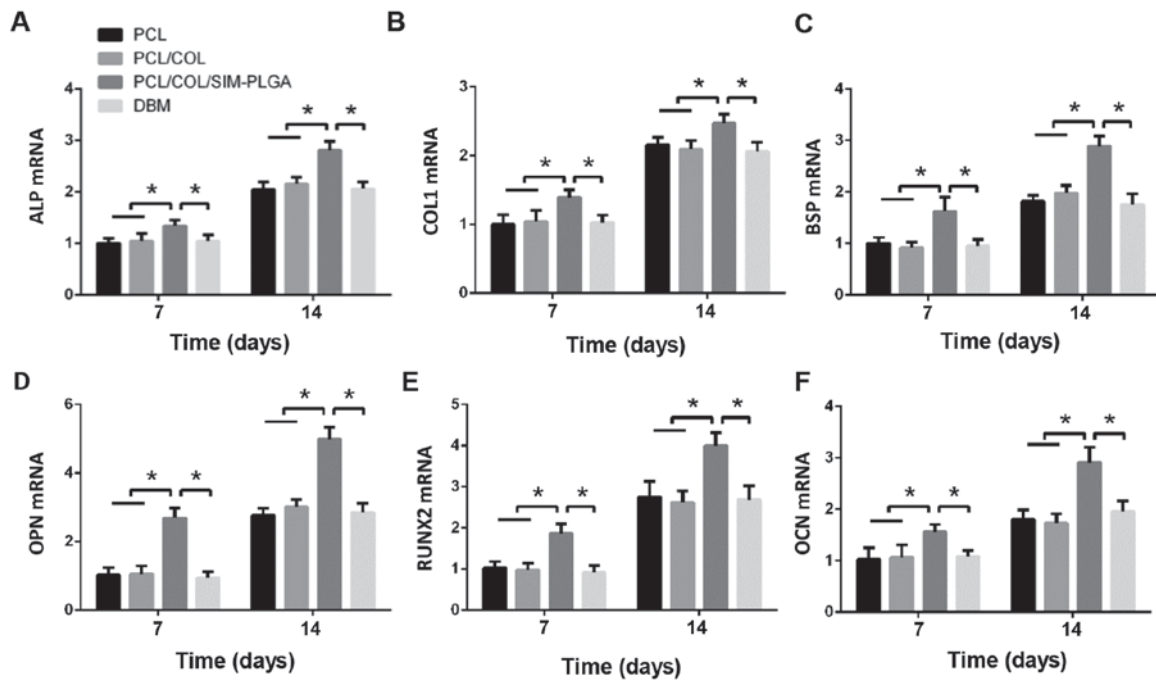 A
PCL
PCL/COL
PCL/COL/SIM-PLGA
DBM
ALP mRNA
4
3
2
1
0
* * * *
7 14
Time (days)
B
COL1 mRNA
3
2
1
0
* * * *
7 14
Time (days)
C
BSP mRNA
4
3
2
1
0
* * * *
7 14
Time (days)
D
OPN mRNA
6
4
2
0
* * * *
7 14
Time (days)
E
RUNX2 mRNA
5
4
3
2
1
0
* * * *
7 14
Time (days)
F
OCN mRNA
4
3
2
1
0
* * * *
7 14
Time (days)